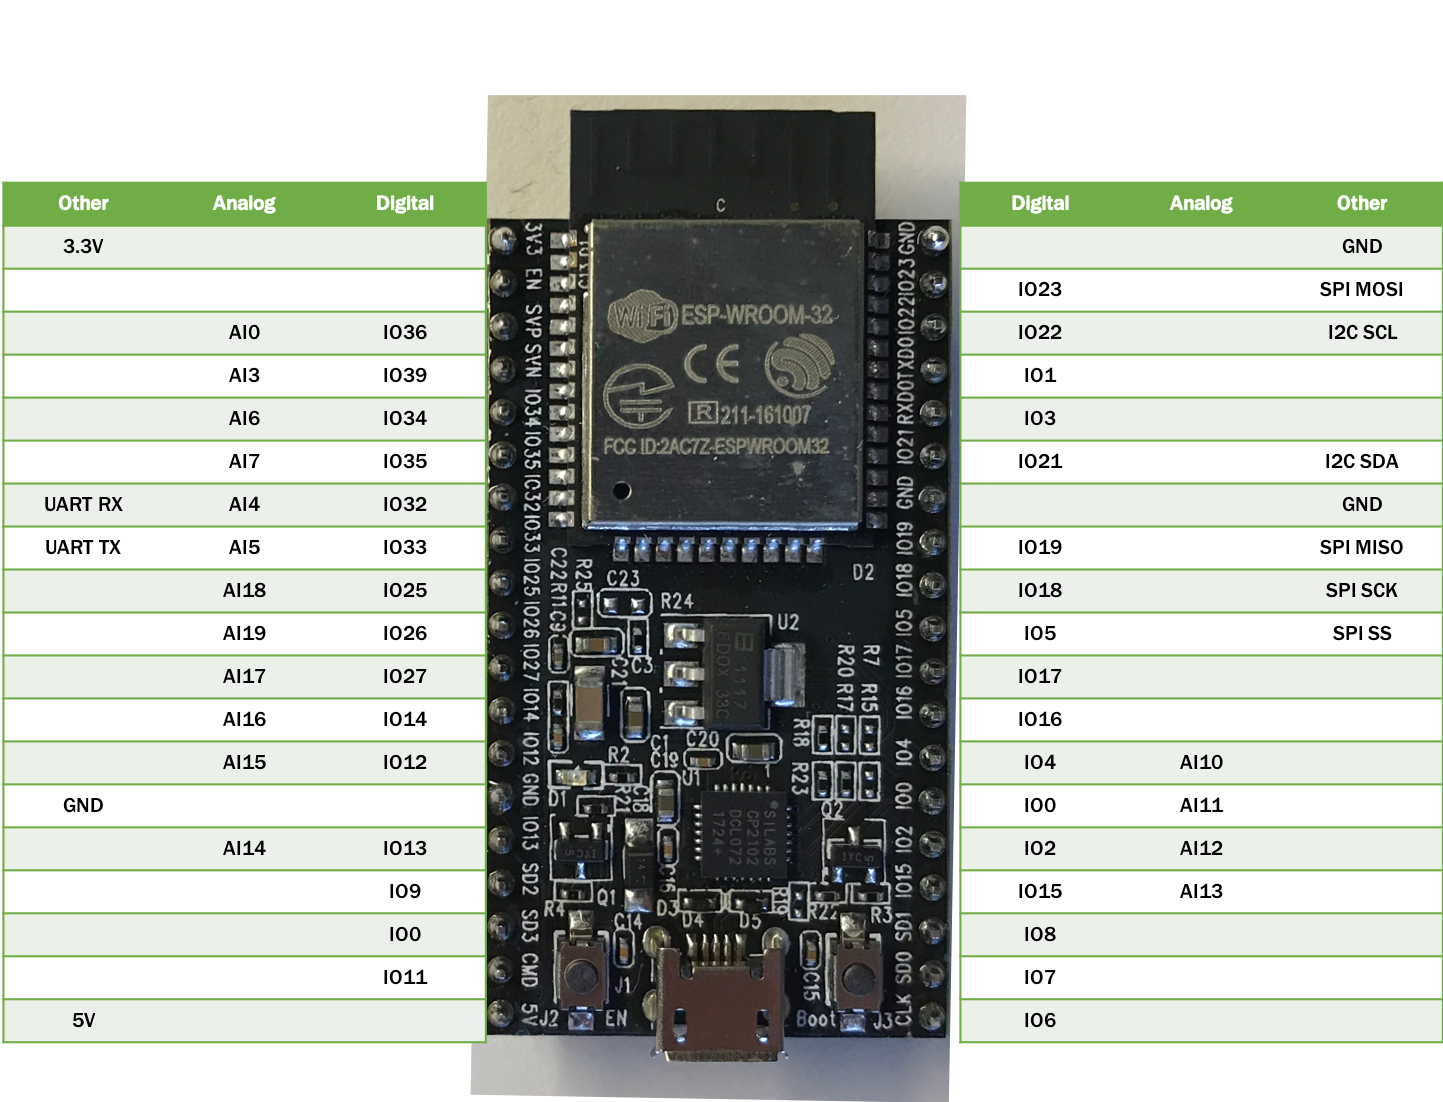 Other Analog Digital
3.3V
AI0 IO36
AI3 IO39
AI6 IO34
AI7 IO35
UART RX AI4 IO32
UART TX AI5 IO33
AI18 IO25
AI19 IO26
AI17 IO27
AI16 IO14
AI15 IO12
GND
AI14 IO13
IO9
IO0
IO11
5V
C
3V3
EN
SVP
SVN
IO34
IO35
IO32
IO33
IO25
IO26
IO27
IO14
IO12
GND
IO13
SD2
SD3
CMD
5V
C13 D1
WiFi ESP-WROOM-32
CE
R 211-161007
FCC ID:2AC7Z-ESPWROOM32
D2
C22
R11
C9
R25
C23
R24
U2
C3
C21
1117
33C
R7
R20
R17
R15
R18
C1
C20
C19
U1
R2
R23
D1
R21
C18
Q2
SILABS
CP2102
DCL072
1724+
C16
Q1
R4
C14
D3
D4
D5
R19
R22
R3
J1
C15
J2
EN
Boot
J3
GND
IO23
IO22
TXD0
RXD0
IO21
GND
IO19
IO18
IO5
IO17
IO16
IO4
IO0
IO2
IO15
SD1
SD0
CLK
Digital Analog Other
GND
IO23 SPI MOSI
IO22 I2C SCL
IO1
IO3
IO21 I2C SDA
GND
IO19 SPI MISO
IO18 SPI SCK
IO5 SPI SS
IO17
IO16
IO4 AI10
IO0 AI11
IO2 AI12
IO15 AI13
IO8
IO7
IO6